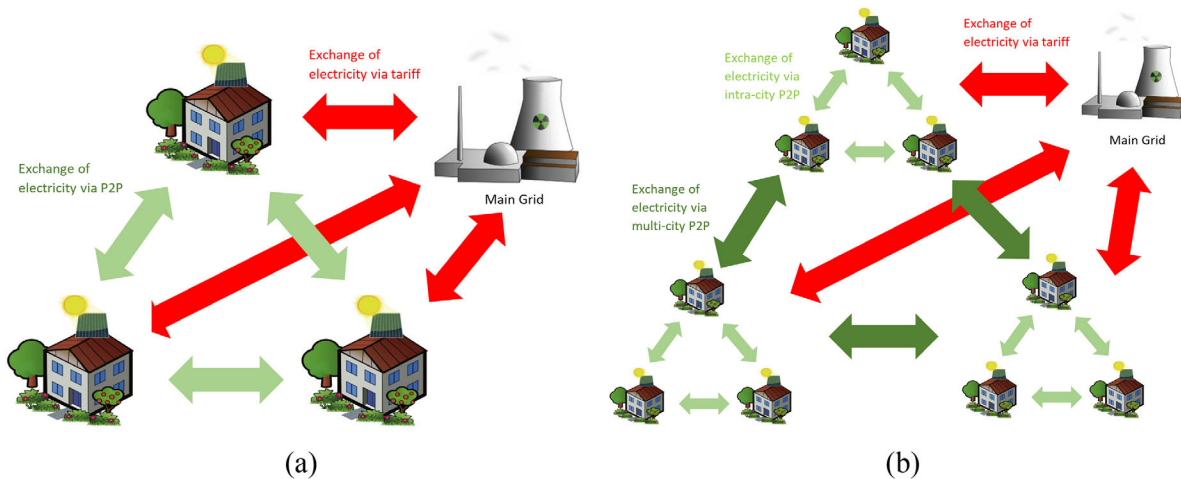 Exchange of
electricity via tariff
Exchange of
electricity via P2P
Main Grid
(a)
Exchange of
electricity via
intra-city P2P
Exchange of
electricity via tariff
Main Grid
Exchange of
electricity via
multi-city P2P
(b)